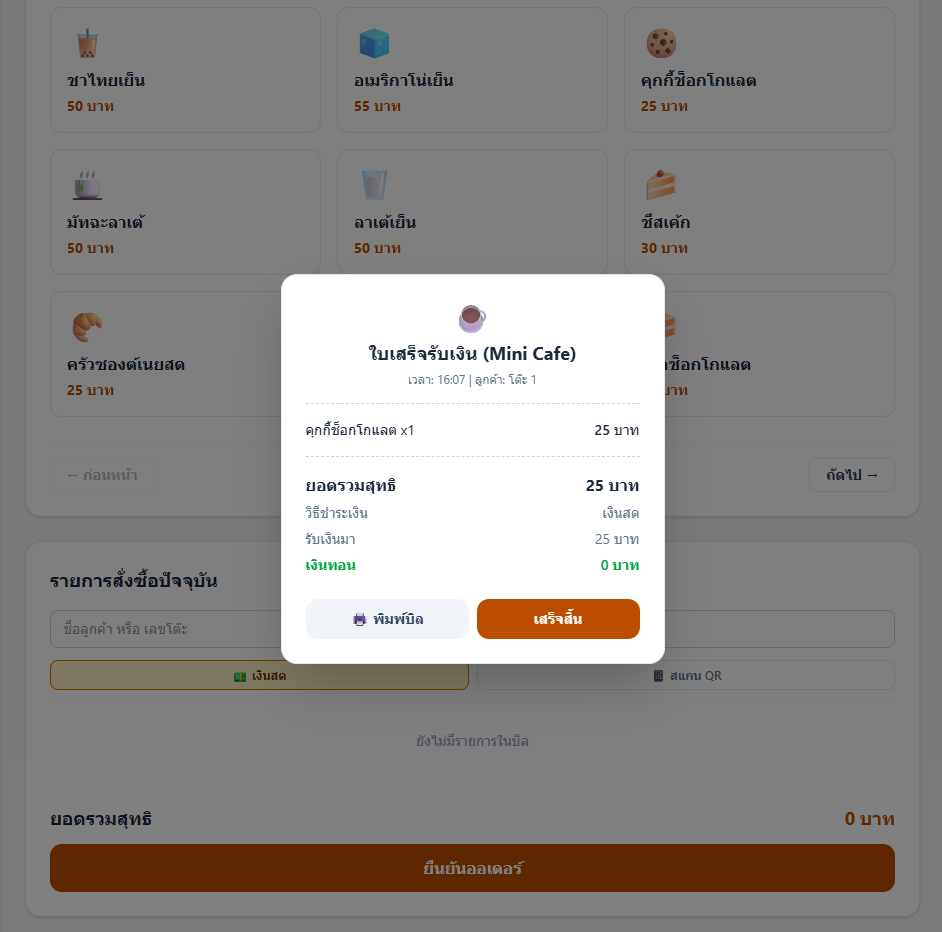 ชาไทยเย็น
50 บาท
อเมริกาโน่เย็น
55 บาท
คุกกี้ช็อกโกแลต
25 บาท
มัทฉะลาเต้
50 บาท
ลาเต้เย็น
50 บาท
ชีสเค้ก
30 บาท
ครัวซองต์เนยสด
25 บาท
ช็อกโกแลต
บาท
← ก่อนหน้า
ถัดไป →
ใบเสร็จรับเงิน (Mini Cafe)
เวลา: 16:07 | ลูกค้า: โต๊ะ 1
คุกกี้ช็อกโกแลต x1 25 บาท
ยอดรวมสุทธิ 25 บาท
วิธีชำระเงิน เงินสด
รับเงินมา 25 บาท
เงินทอน 0 บาท
พิมพ์บิล เสร็จสิ้น
รายการสั่งซื้อปัจจุบัน
ชื่อลูกค้า หรือ เลขโต๊ะ
เงินสด สแกน QR
ยังไม่มีรายการในบิล
ยอดรวมสุทธิ 0 บาท
ยืนยันออเดอร์